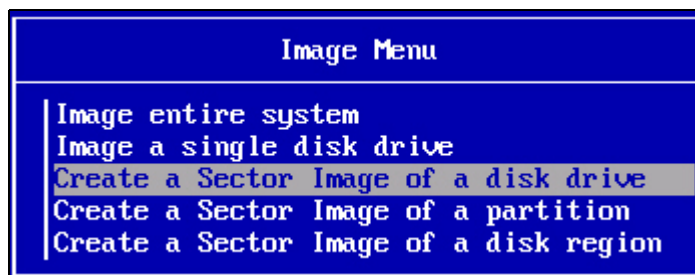 Image Menu
Image entire system
Image a single disk drive
Create a Sector Image of a disk drive
Create a Sector Image of a partition
Create a Sector Image of a disk region